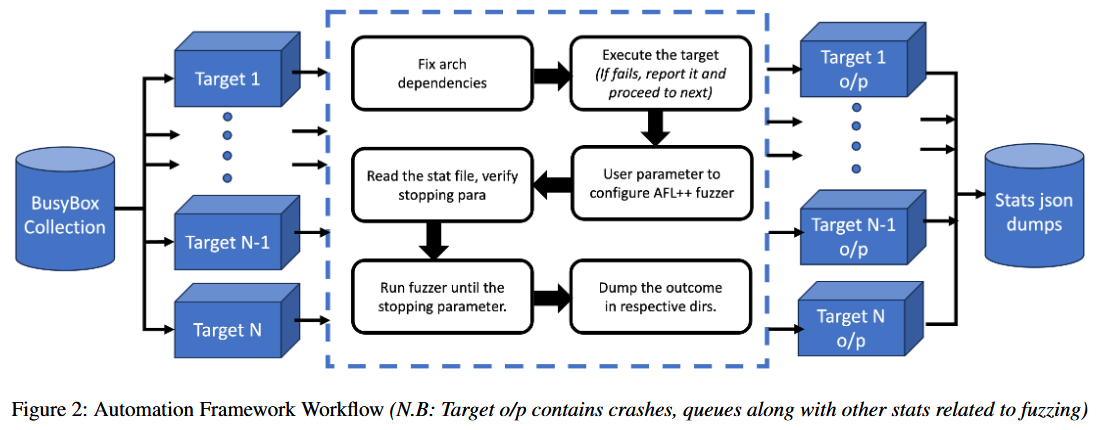 BusyBox
Collection
Target 1
Target N-1
Target N
Fix arch
dependencies
Execute the target
(If fails, report it and
proceed to next)
User parameter to
configure AFL++ fuzzer
Read the stat file, verify
stopping para
Run fuzzer until the
stopping parameter.
Dump the outcome
in respective dirs.
Target 1
o/p
Target N-1
o/p
Target N
o/p
Stats json
dumps
Figure 2: Automation Framework Workflow (N.B: Target o/p contains crashes, queues along with other stats related to fuzzing)